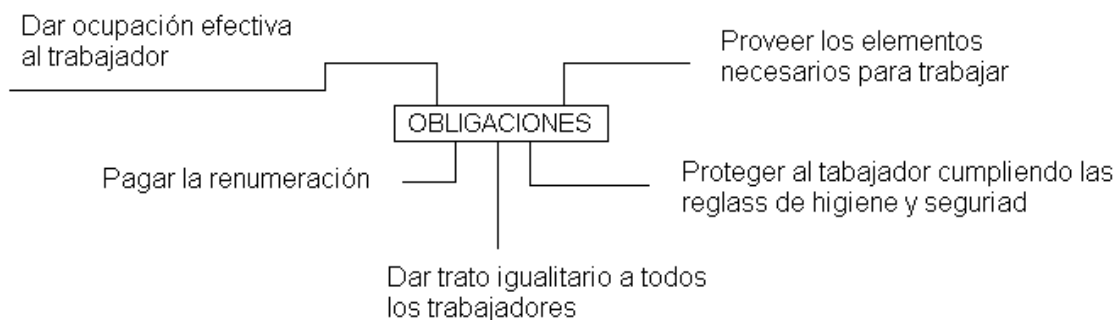 Dar ocupación efectiva
al trabajador
Proveer los elementos
necesarios para trabajar
OBLIGACIONES
Pagar la renumeración
Proteger al tabajador cumpliendo las
reglass de higiene y seguriad
Dar trato igualitario a todos
los trabajadores